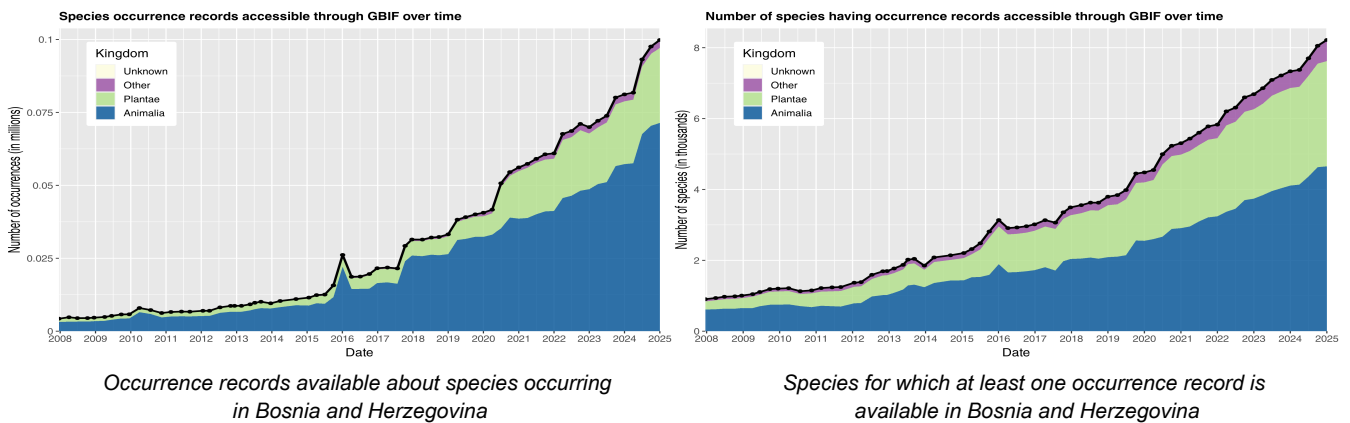 Species occurrence records accessible through GBIF over time
Number of occurrences (in millions)
0.1
0.075
0.05
0.025
0
Kingdom
Unknown
Other
Plantae
Animalia
2008 2009 2010 2011 2012 2013 2014 2015 2016 2017 2018 2019 2020 2021 2022 2023 2024 2025
Date
Occurrence records available about species occurring
in Bosnia and Herzegovina
Number of species having occurrence records accessible through GBIF over time
Number of species (in thousands)
8
6
4
2
0
Kingdom
Unknown
Other
Plantae
Animalia
2008 2009 2010 2011 2012 2013 2014 2015 2016 2017 2018 2019 2020 2021 2022 2023 2024 2025
Date
Species for which at least one occurrence record is
available in Bosnia and Herzegovina